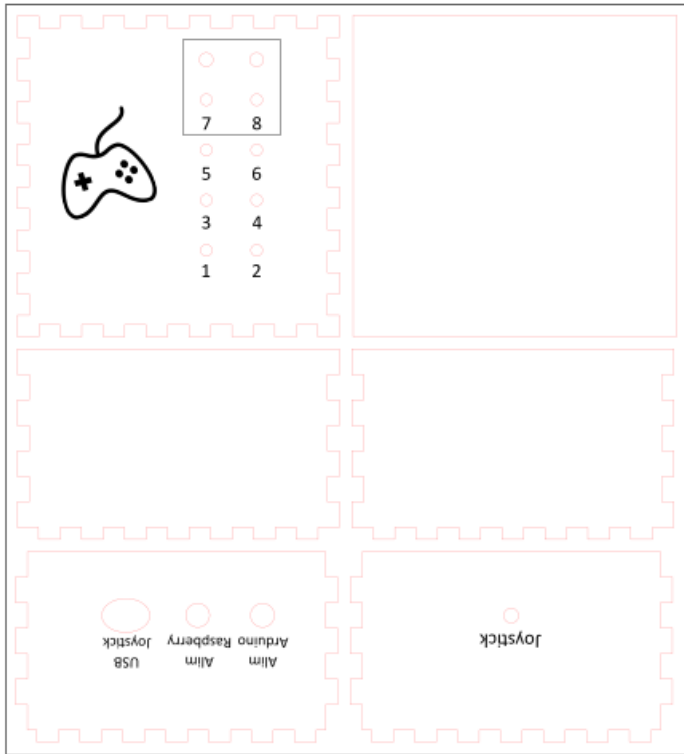 7 8
5 6
3 4
1 2
USB Joystick
Alim Raspberry
Alim Arduino
Joystick